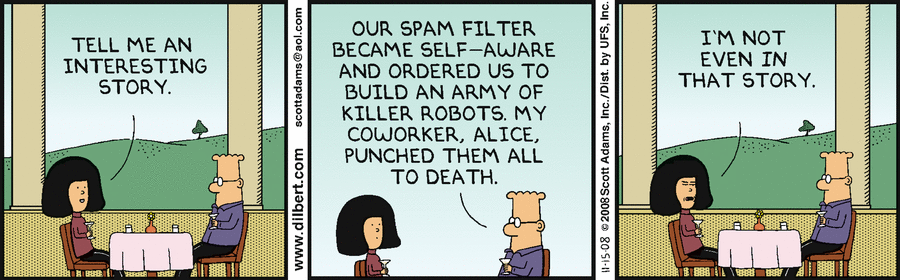 TELL ME AN
INTERESTING
STORY.
www.dilbert.com scottadams@aol.com
OUR SPAM FILTER
BECAME SELF-AWARE
AND ORDERED US TO
BUILD AN ARMY OF
KILLER ROBOTS. MY
COWORKER, ALICE,
PUNCHED THEM ALL
TO DEATH.
11-15-08 © 2008 Scott Adams, Inc./Dist. by UFS, Inc.
I'M NOT
EVEN IN
THAT STORY.